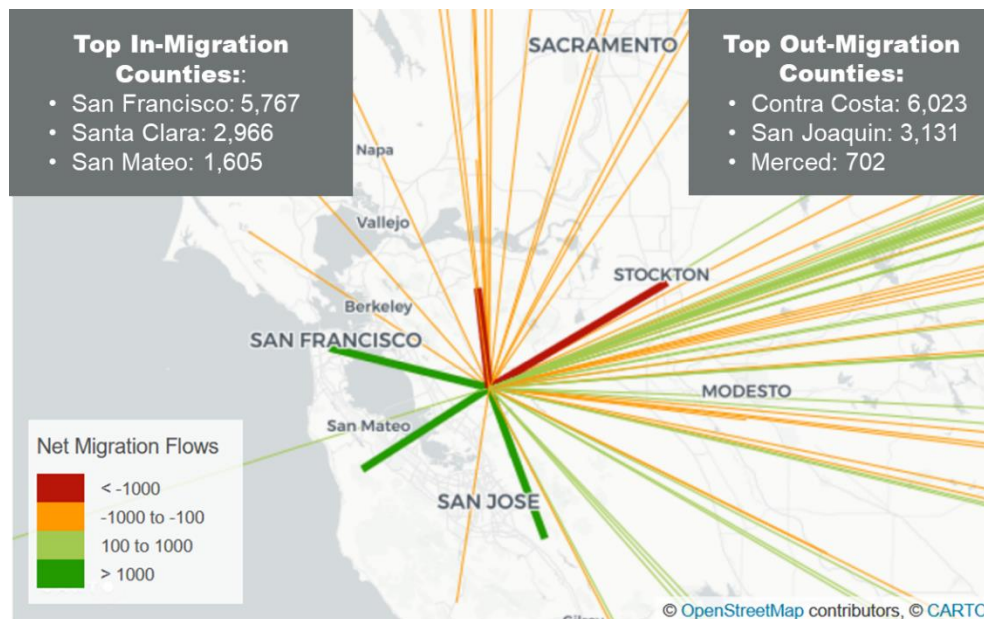 Top In-Migration
Counties::
• San Francisco: 5,767
• Santa Clara: 2,966
• San Mateo: 1,605
Top Out-Migration
Counties:
• Contra Costa: 6,023
• San Joaquin: 3,131
• Merced: 702
SACRAMENTO
Napa
Vallejo
STOCKTON
Berkeley
SAN FRANCISCO
MODESTO
San Mateo
SAN JOSE
Net Migration Flows
< -1000
-1000 to -100
100 to 1000
> 1000
© OpenStreetMap contributors, © CARTO